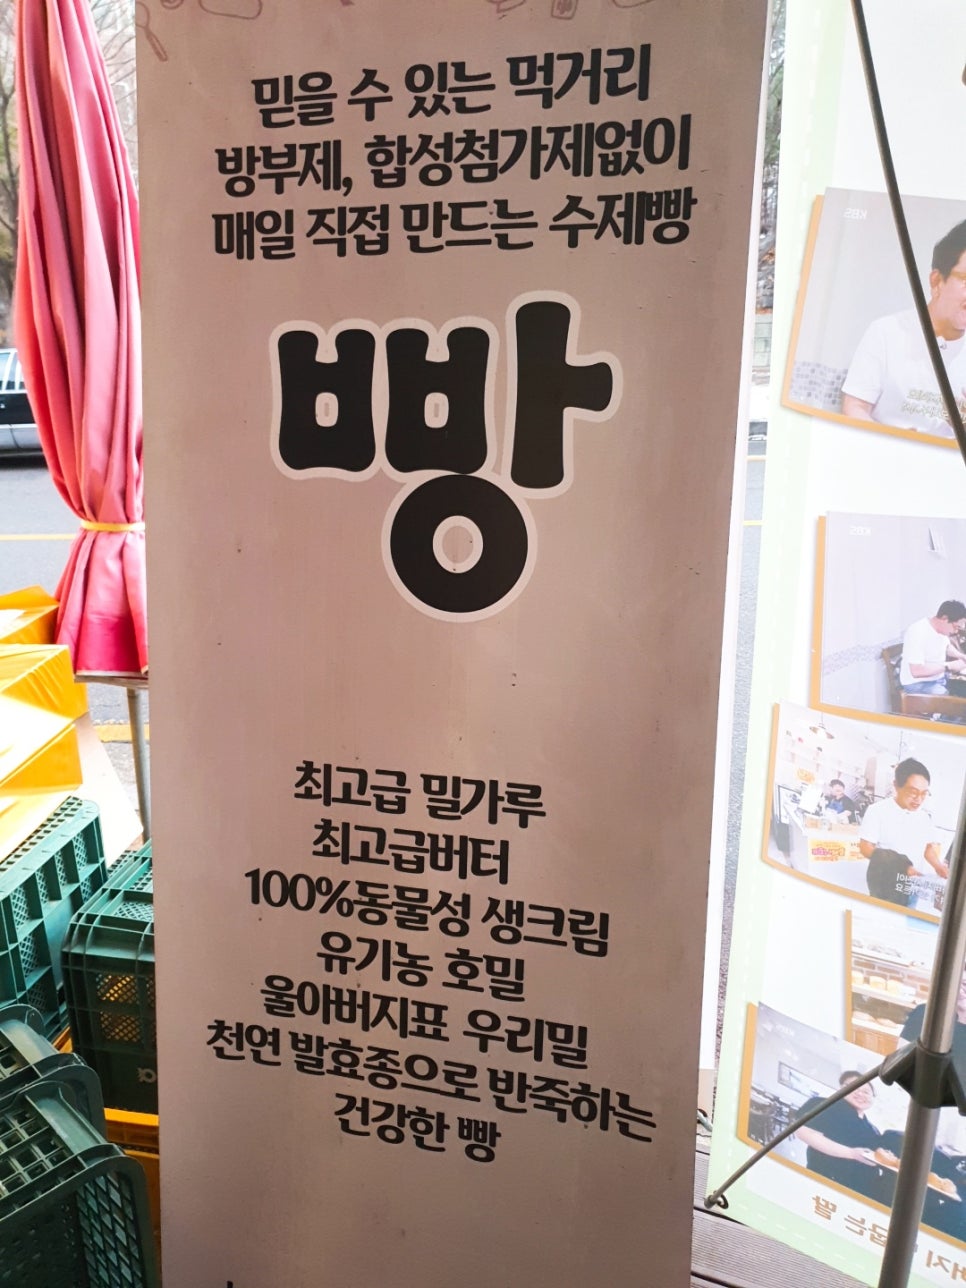 믿을 수 있는 먹거리
방부제, 합성첨가제없이
매일 직접 만드는 수제빵
빵
최고급 밀가루
최고급버터
100%동물성 생크림
유기농 호밀
울아버지표 우리밀
천연 발효종으로 반죽하는
건강한 빵
KBS
KBS